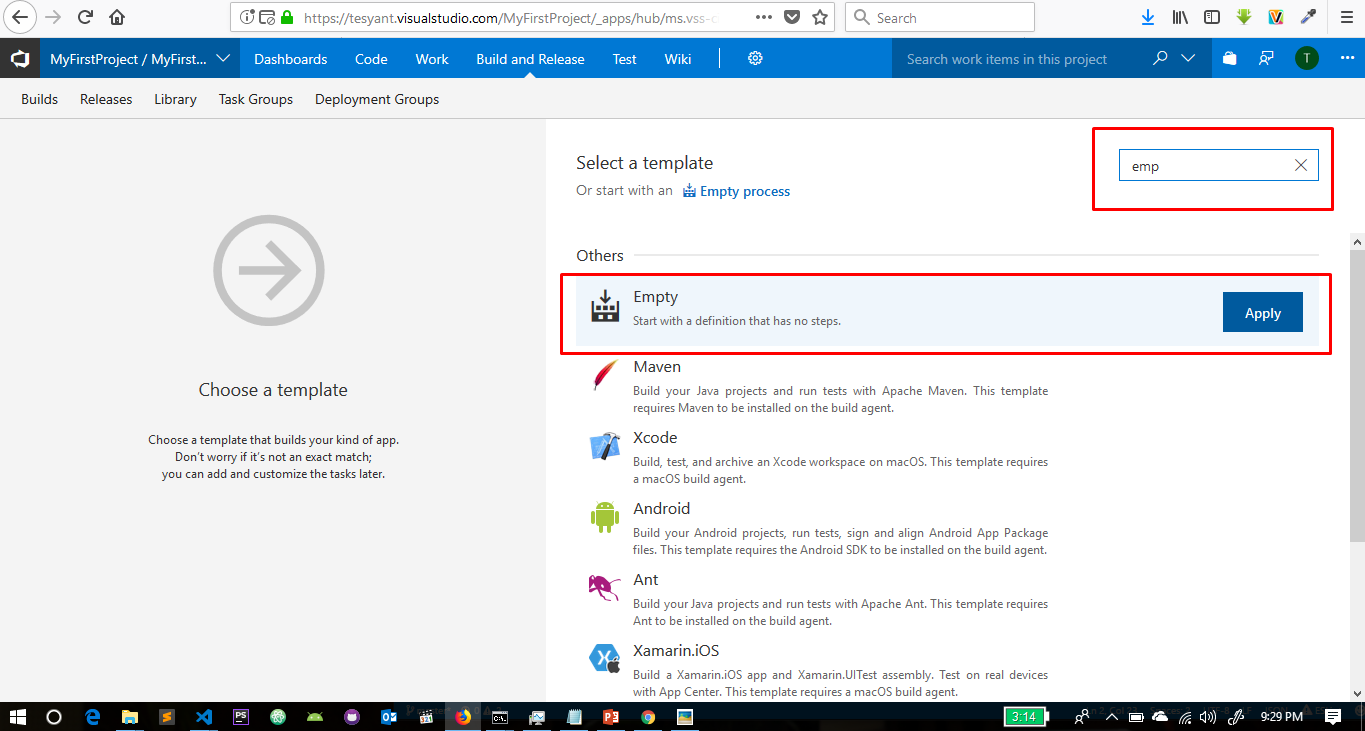 https://tesyant.visualstudio.com/MyFirstProject/_apps/hub/ms.vss-c
Search
MyFirstProject / MyFirst...
Dashboards
Code
Work
Build and Release
Test
Wiki
Search work items in this project
T
Builds
Releases
Library
Task Groups
Deployment Groups
Select a template
emp
Or start with an Empty process
Choose a template
Choose a template that builds your kind of app.
Don't worry if it's not an exact match;
you can add and customize the tasks later.
Others
Empty
Start with a definition that has no steps.
Apply
Maven
Build your Java projects and run tests with Apache Maven. This template
requires Maven to be installed on the build agent.
Xcode
Build, test, and archive an Xcode workspace on macOS. This template requires
a macOS build agent.
Android
Build your Android projects, run tests, sign and align Android App Package
files. This template requires the Android SDK to be installed on the build agent.
Ant
Build your Java projects and run tests with Apache Ant. This template requires
Ant to be installed on the build agent.
Xamarin.iOS
Build a Xamarin.iOS app and Xamarin.UITest assembly. Test on real devices
with App Center. This template requires a macOS build agent.
3:14
9:29 PM